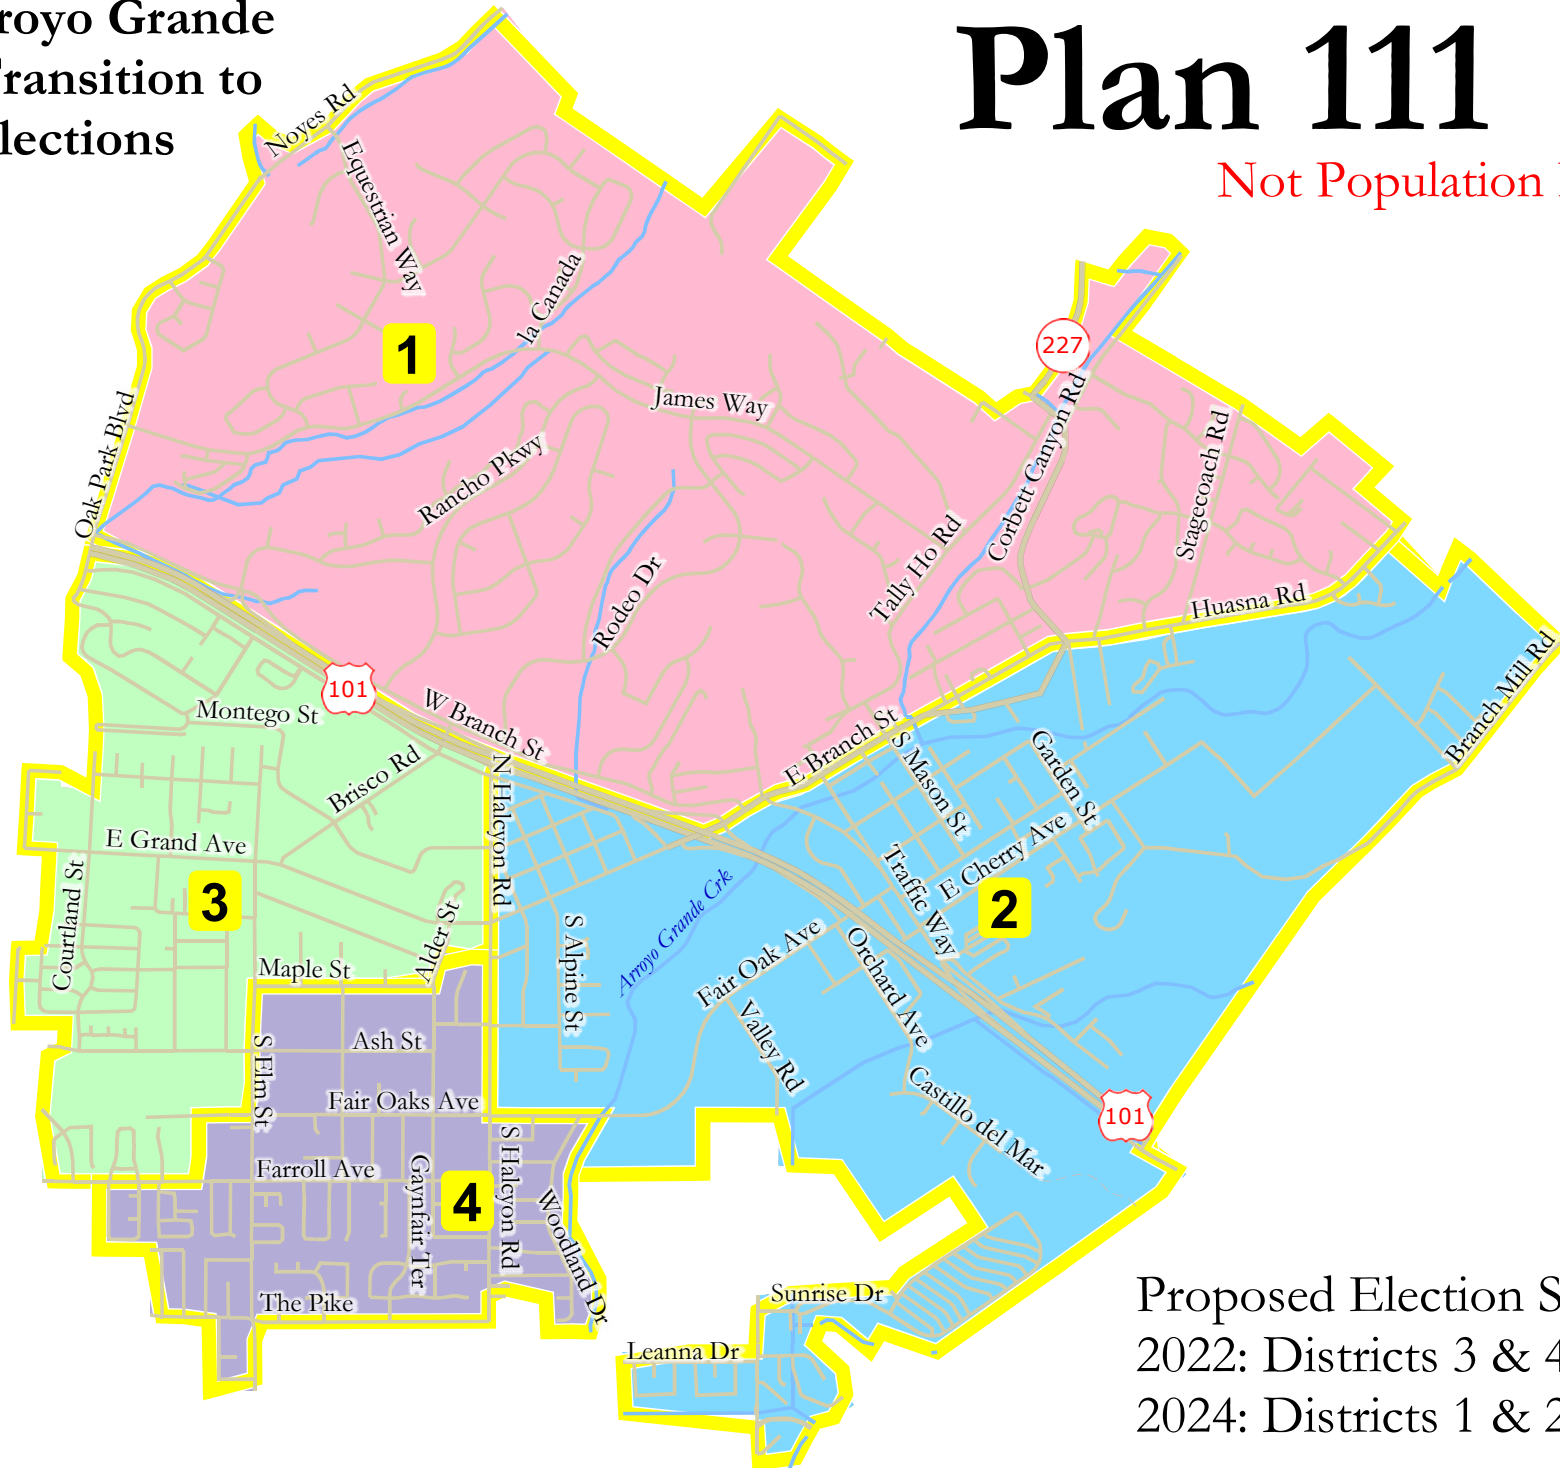 royo Grande
ransition to
lections
Plan 111
Not Population
Noyes Rd
Equestrian Way
la Canada
1
227
James Way
Oak Park Blvd
Rancho Pkwy
Corbett Canyon Rd
Stagecoach Rd
Tally Ho Rd
Rodeo Dr
Huasna Rd
Branch Mill Rd
101
Montego St
W Branch St
E Branch St
S Mason St
Garden St
Brisco Rd
N Halcyon Rd
E Grand Ave
E Cherry Ave
Traffic Way
3
2
Courtland St
Alder St
S Alpine St
Arroyo Grande Crk
Fair Oak Ave
Orchard Ave
Maple St
Valley Rd
Ash St
S Elm St
Fair Oaks Ave
Castillo del Mar
101
Farroll Ave
Gaynfair Ter
4
S Halcyon Rd
Woodland Dr
The Pike
Sunrise Dr
Leanna Dr
Proposed Election S
2022: Districts 3 & 4
2024: Districts 1 & 2